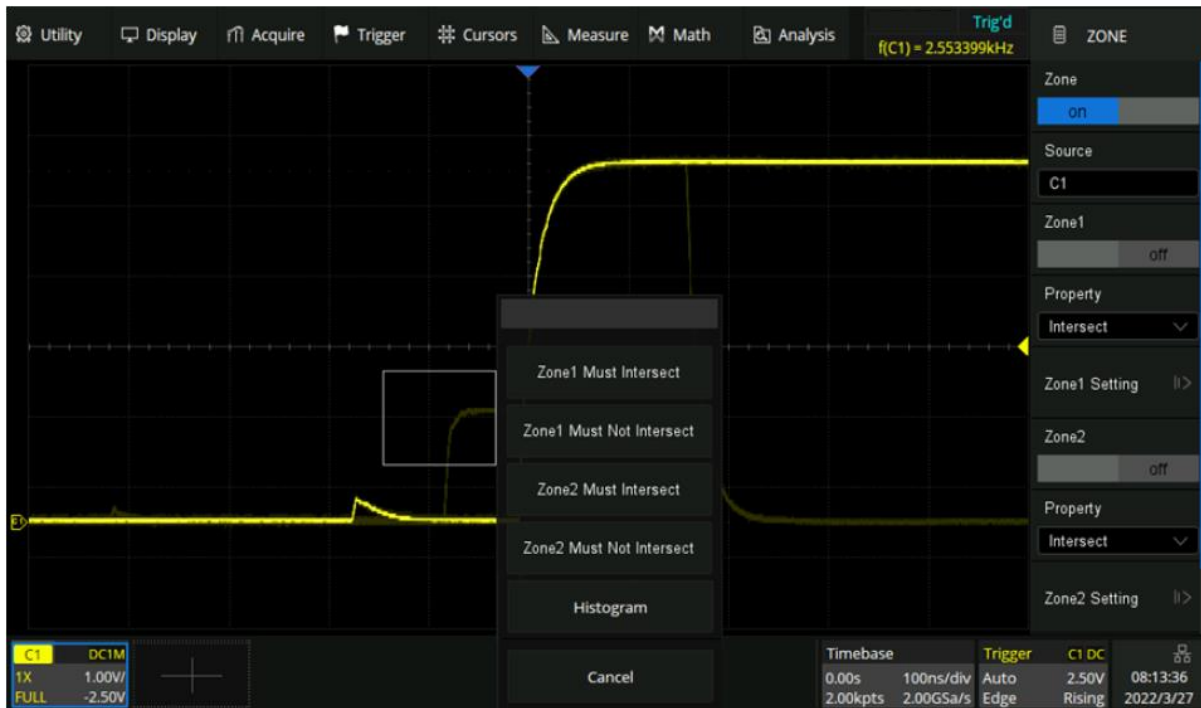 Utility Display Acquire Trigger Cursors Measure Math Analysis
Trig'd
f(C1) = 2.553399kHz
ZONE
Zone
on
Source
C1
Zone1
off
Property
Intersect
Zone1 Setting
Zone2
off
Property
Intersect
Zone2 Setting
Zone1 Must Intersect
Zone1 Must Not Intersect
Zone2 Must Intersect
Zone2 Must Not Intersect
Histogram
Cancel
C1 DC1M
1X 1.00V/
FULL -2.50V
Timebase
0.00s 100ns/div
2.00kpts 2.00GSa/s
Trigger C1 DC
Auto 2.50V
Edge Rising
08:13:36
2022/3/27